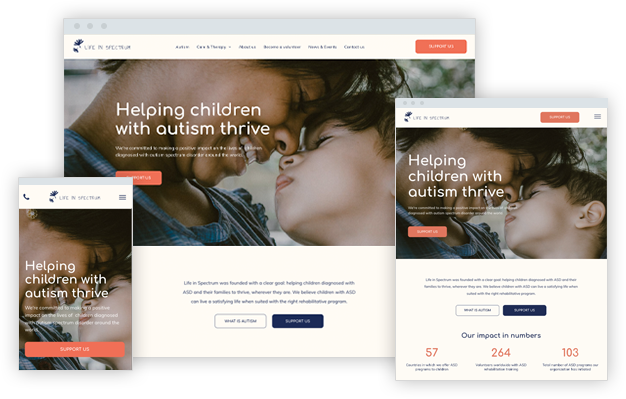 LIFE IN SPECTRUM
Autism Care & Therapy About us Become a volunteer News & Events Contact us
SUPPORT US
Helping children
with autism thrive
We're committed to making a positive impact on the lives of children
diagnosed with autism spectrum disorder around the world.
SUPPORT US
Life in Spectrum was founded with a clear goal: helping children diagnosed with
ASD and their families to thrive, wherever they are. We believe children with ASD
can live a satisfying life when suited with the right rehabilitative program.
WHAT IS AUTISM
SUPPORT US
LIFE IN SPECTRUM
Helping
children with
autism thrive
We're committed to making a positive
impact on the lives of
diagnosed
with autism spectrum disorder around the
world.
SUPPORT US
LIFE IN SPECTRUM
SUPPORT US
Helping
children with
autism thrive
We're committed to making a positive impact on the lives of
diagnosed with autism spectrum disorder around the world.
SUPPORT US
Life in Spectrum was founded with a clear goal: helping children diagnosed with ASD and their
families to thrive, wherever they are. We believe children with ASD can live a satisfying life when
suited with the right rehabilitative program.
WHAT IS AUTISM
SUPPORT US
Our impact in numbers
57
264
103
Countries in which we offer ASD
programs to children
Volunteers worldwide with ASD
rehabilitative training
Total number of ASD programs our
organization has